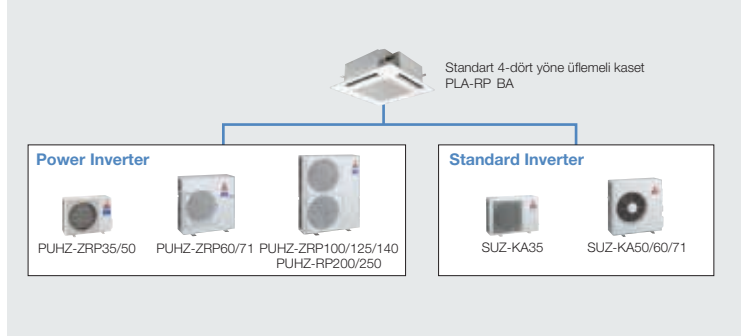 Standart 4-dört yöne üflemeli kaset
PLA-RP BA
Power Inverter
PUHZ-ZRP35/50
PUHZ-ZRP60/71
PUHZ-ZRP100/125/140
PUHZ-RP200/250
Standard Inverter
SUZ-KA35
SUZ-KA50/60/71